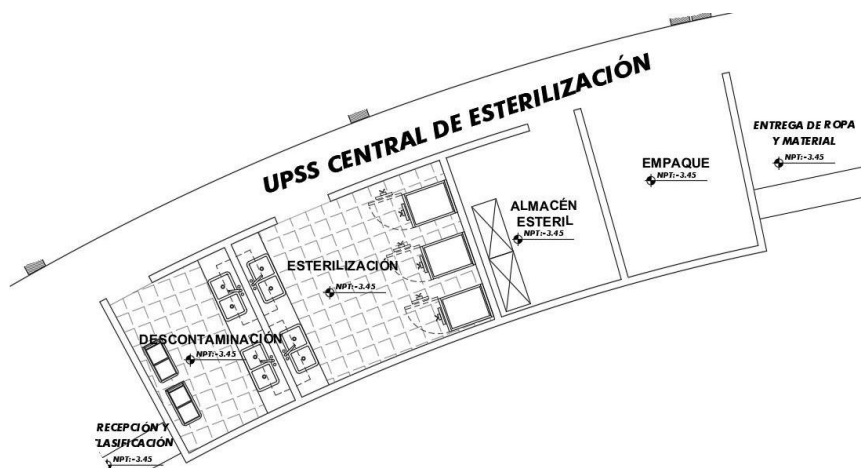 UPSS CENTRAL DE ESTERILIZACIÓN
ENTREGA DE ROPA
Y MATERIAL
NPT:-3.45
EMPAQUE
NPT:-3.45
ALMACÉN
ESTERIL
NPT:-3.45
ESTERILIZACIÓN
NPT:-3.45
DESCONTAMINACIÓN
NPT:-3.45
RECEPCIÓN Y
LASIFICACIÓN
NPT:-3.45